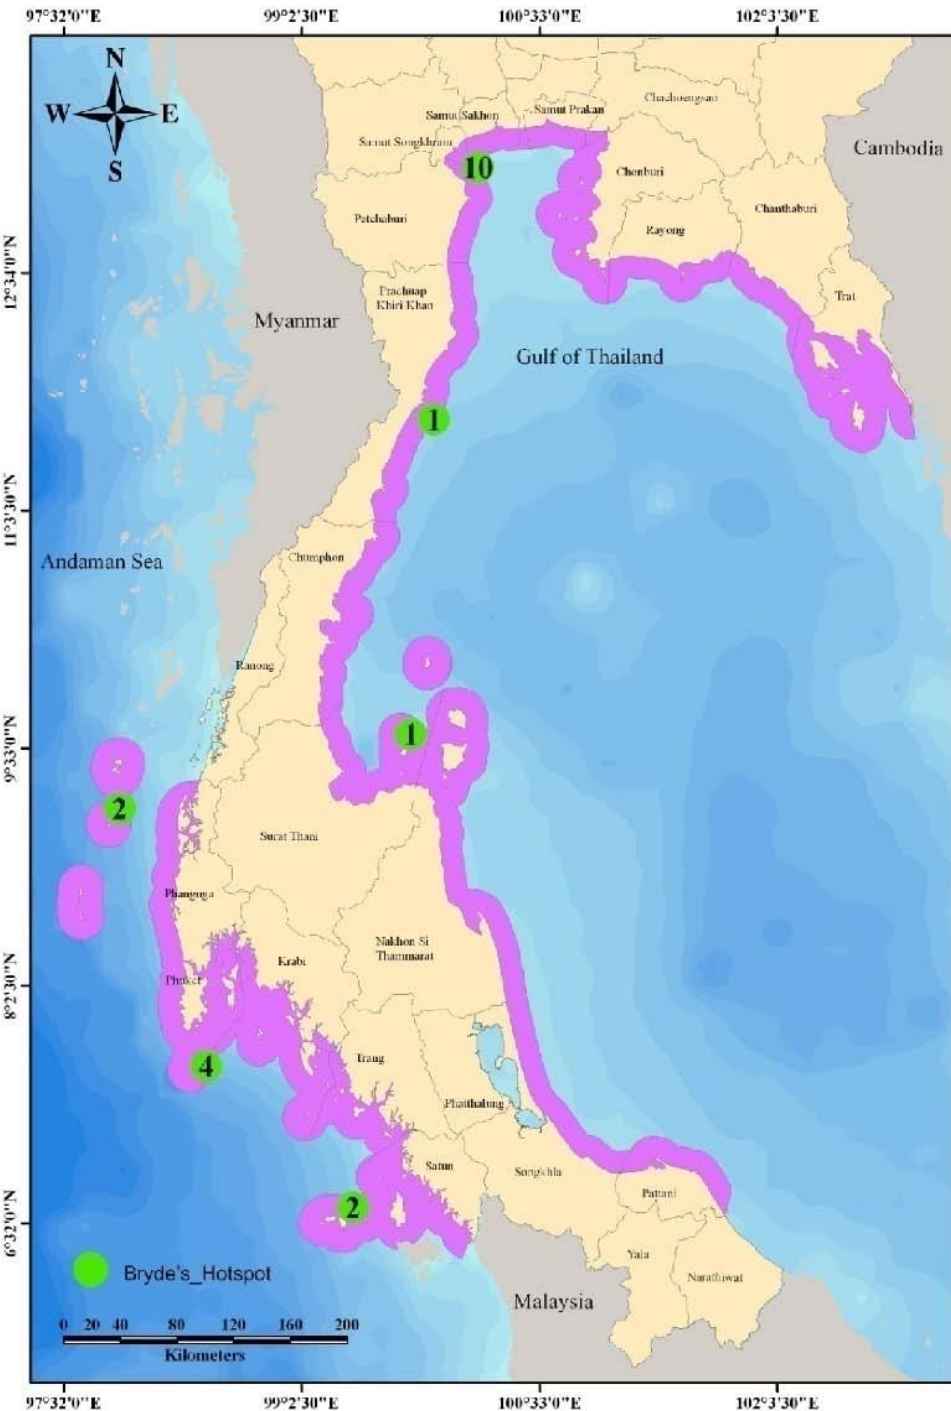 97°32'0"E
99°2'30"E
100°33'0"E
102°3'30"E
N
W
E
S
Samut Sakhon
Samut Prakan
Chachoengsao
Samut Songkhram
Cambodia
10
Chonburi
Petchaburi
Chanthaburi
Rayong
12°34'0"N
Prachuap
Khiri Khan
Trat
Myanmar
Gulf of Thailand
1
11°3'30"N
Andaman Sea
Chumphon
Ranong
1
9°33'0"N
2
Surat Thani
Phangnga
Nakhon Si
Thammarat
Krabi
Phuket
8°2'30"N
4
Trang
Phatthalung
Satun
Songkhla
Pattani
2
6°32'0"N
Yala
Bryde's_Hotspot
Narathiwat
Malaysia
0 20 40 80 120 160 200
Kilometers
97°32'0"E
99°2'30"E
100°33'0"E
102°3'30"E